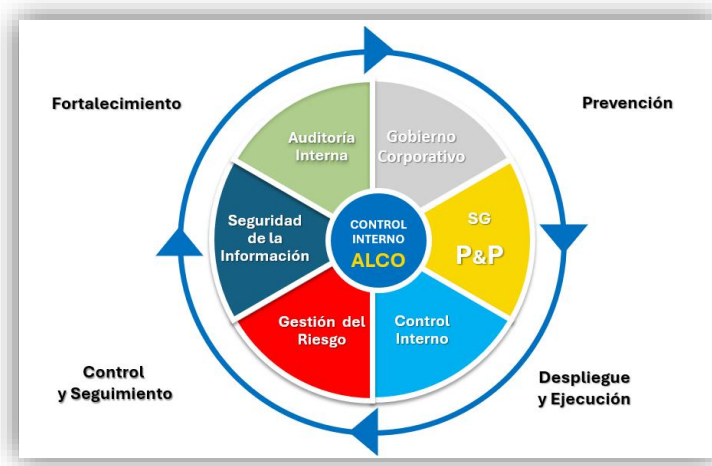 Fortalecimiento
Prevención
Auditoría
Interna
Gobierno
Corporativo
Seguridad
de la
Información
CONTROL
INTERNO
ALCO
SG
P&P
Gestión del
Riesgo
Control
Interno
Control
y Seguimiento
Despliegue
y Ejecución